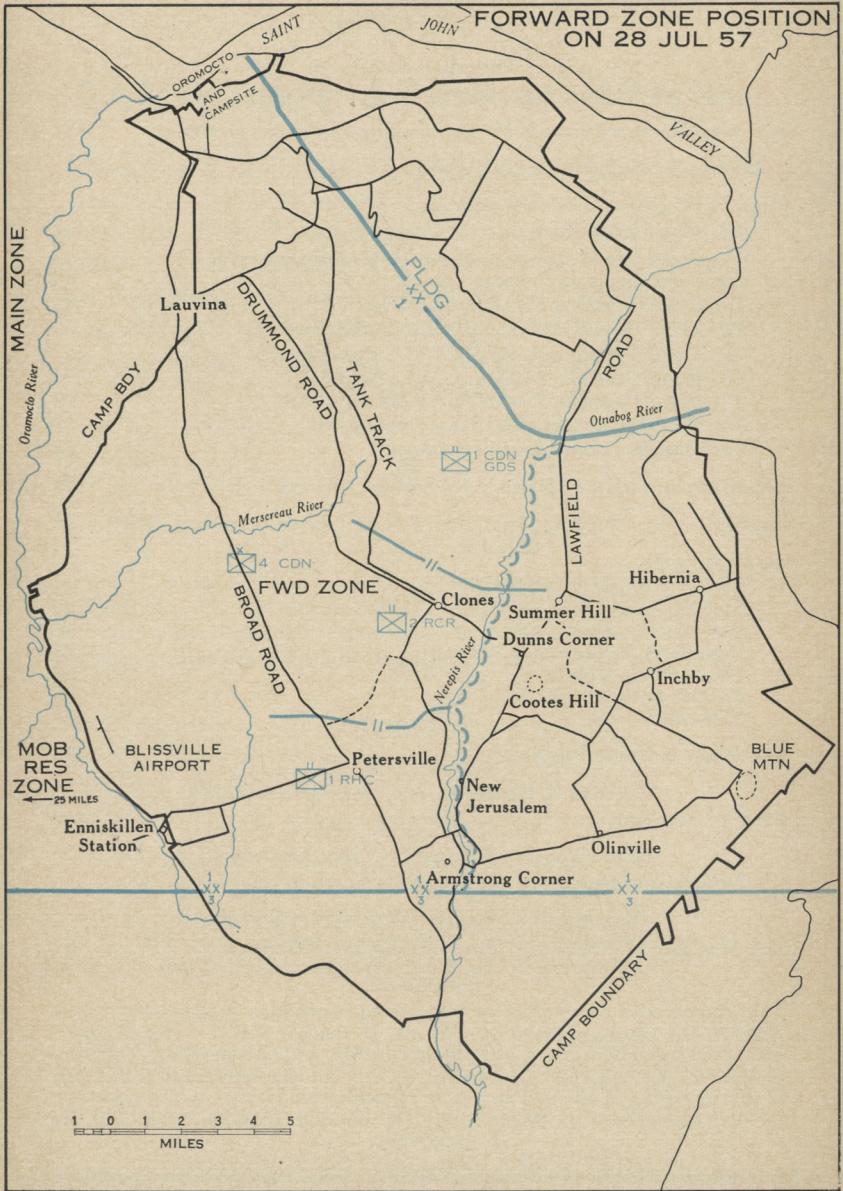 FORWARD ZONE POSITION
ON 28 JUL 57
SAINT
JOHN
VALLEY
OROMOCTO
AND
CAMPSITE
MAIN ZONE
Oromocto River
CAMP BDY
Lauvina
DRUMMOND ROAD
TANK TRACK
PLDG
XX
1
ROAD
Otnabog River
1 CDN
GDS
LAWFIELD
Mersereau River
X
4 CDN
FWD ZONE
BROAD ROAD
II
Clones
Summer Hill
Hibernia
2 RCR
Dunns Corner
Nerepis River
Inchby
Cootes Hill
II
MOB
RES
ZONE
25 MILES
BLISSVILLE
AIRPORT
Petersville
1 RHC
BLUE
MTN
New
Jerusalem
Enniskillen
Station
Olinville
Armstrong Corner
1
XX
3
1
XX
3
1
XX
3
CAMP BOUNDARY
1 0 1 2 3 4 5
MILES